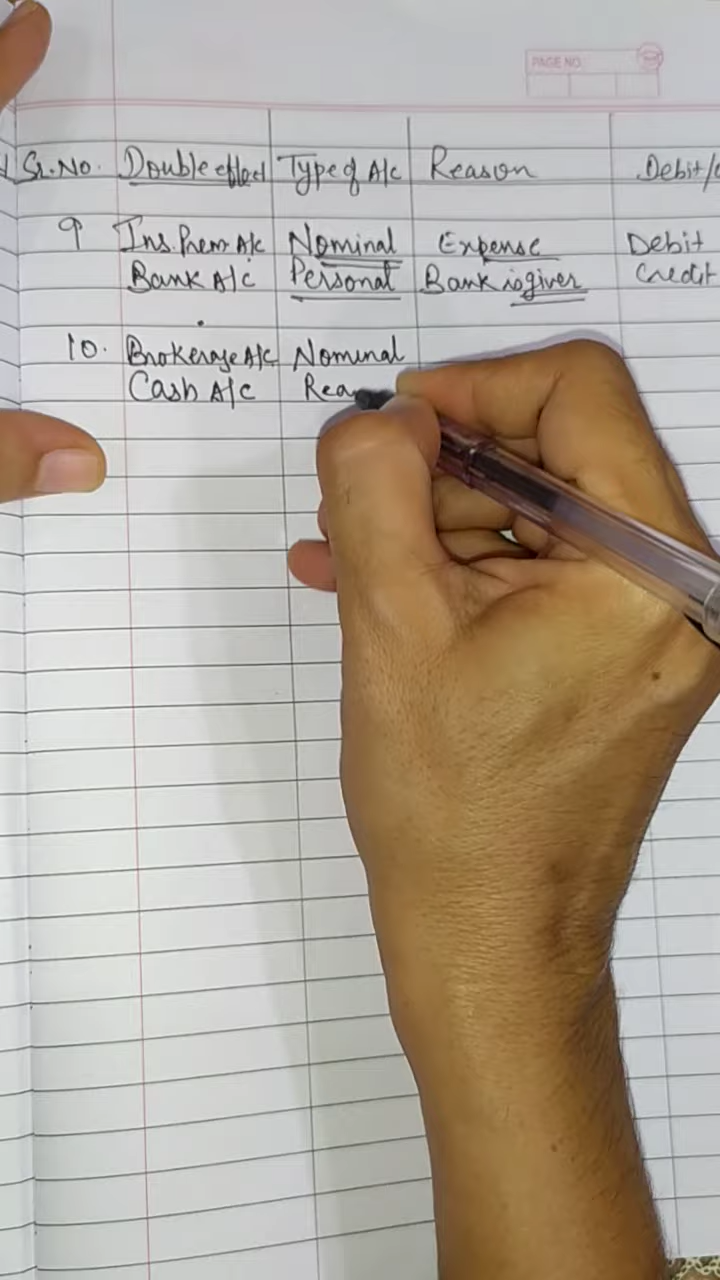 PAGE NO.
Sr.No. Double effect Type of A/c Reason Debit/
9 Ins. Prem A/c Nominal Expense Debit
Bank A/c Personal Bank is giver Credit
10. Brokerage A/c Nominal
Cash A/c Rea